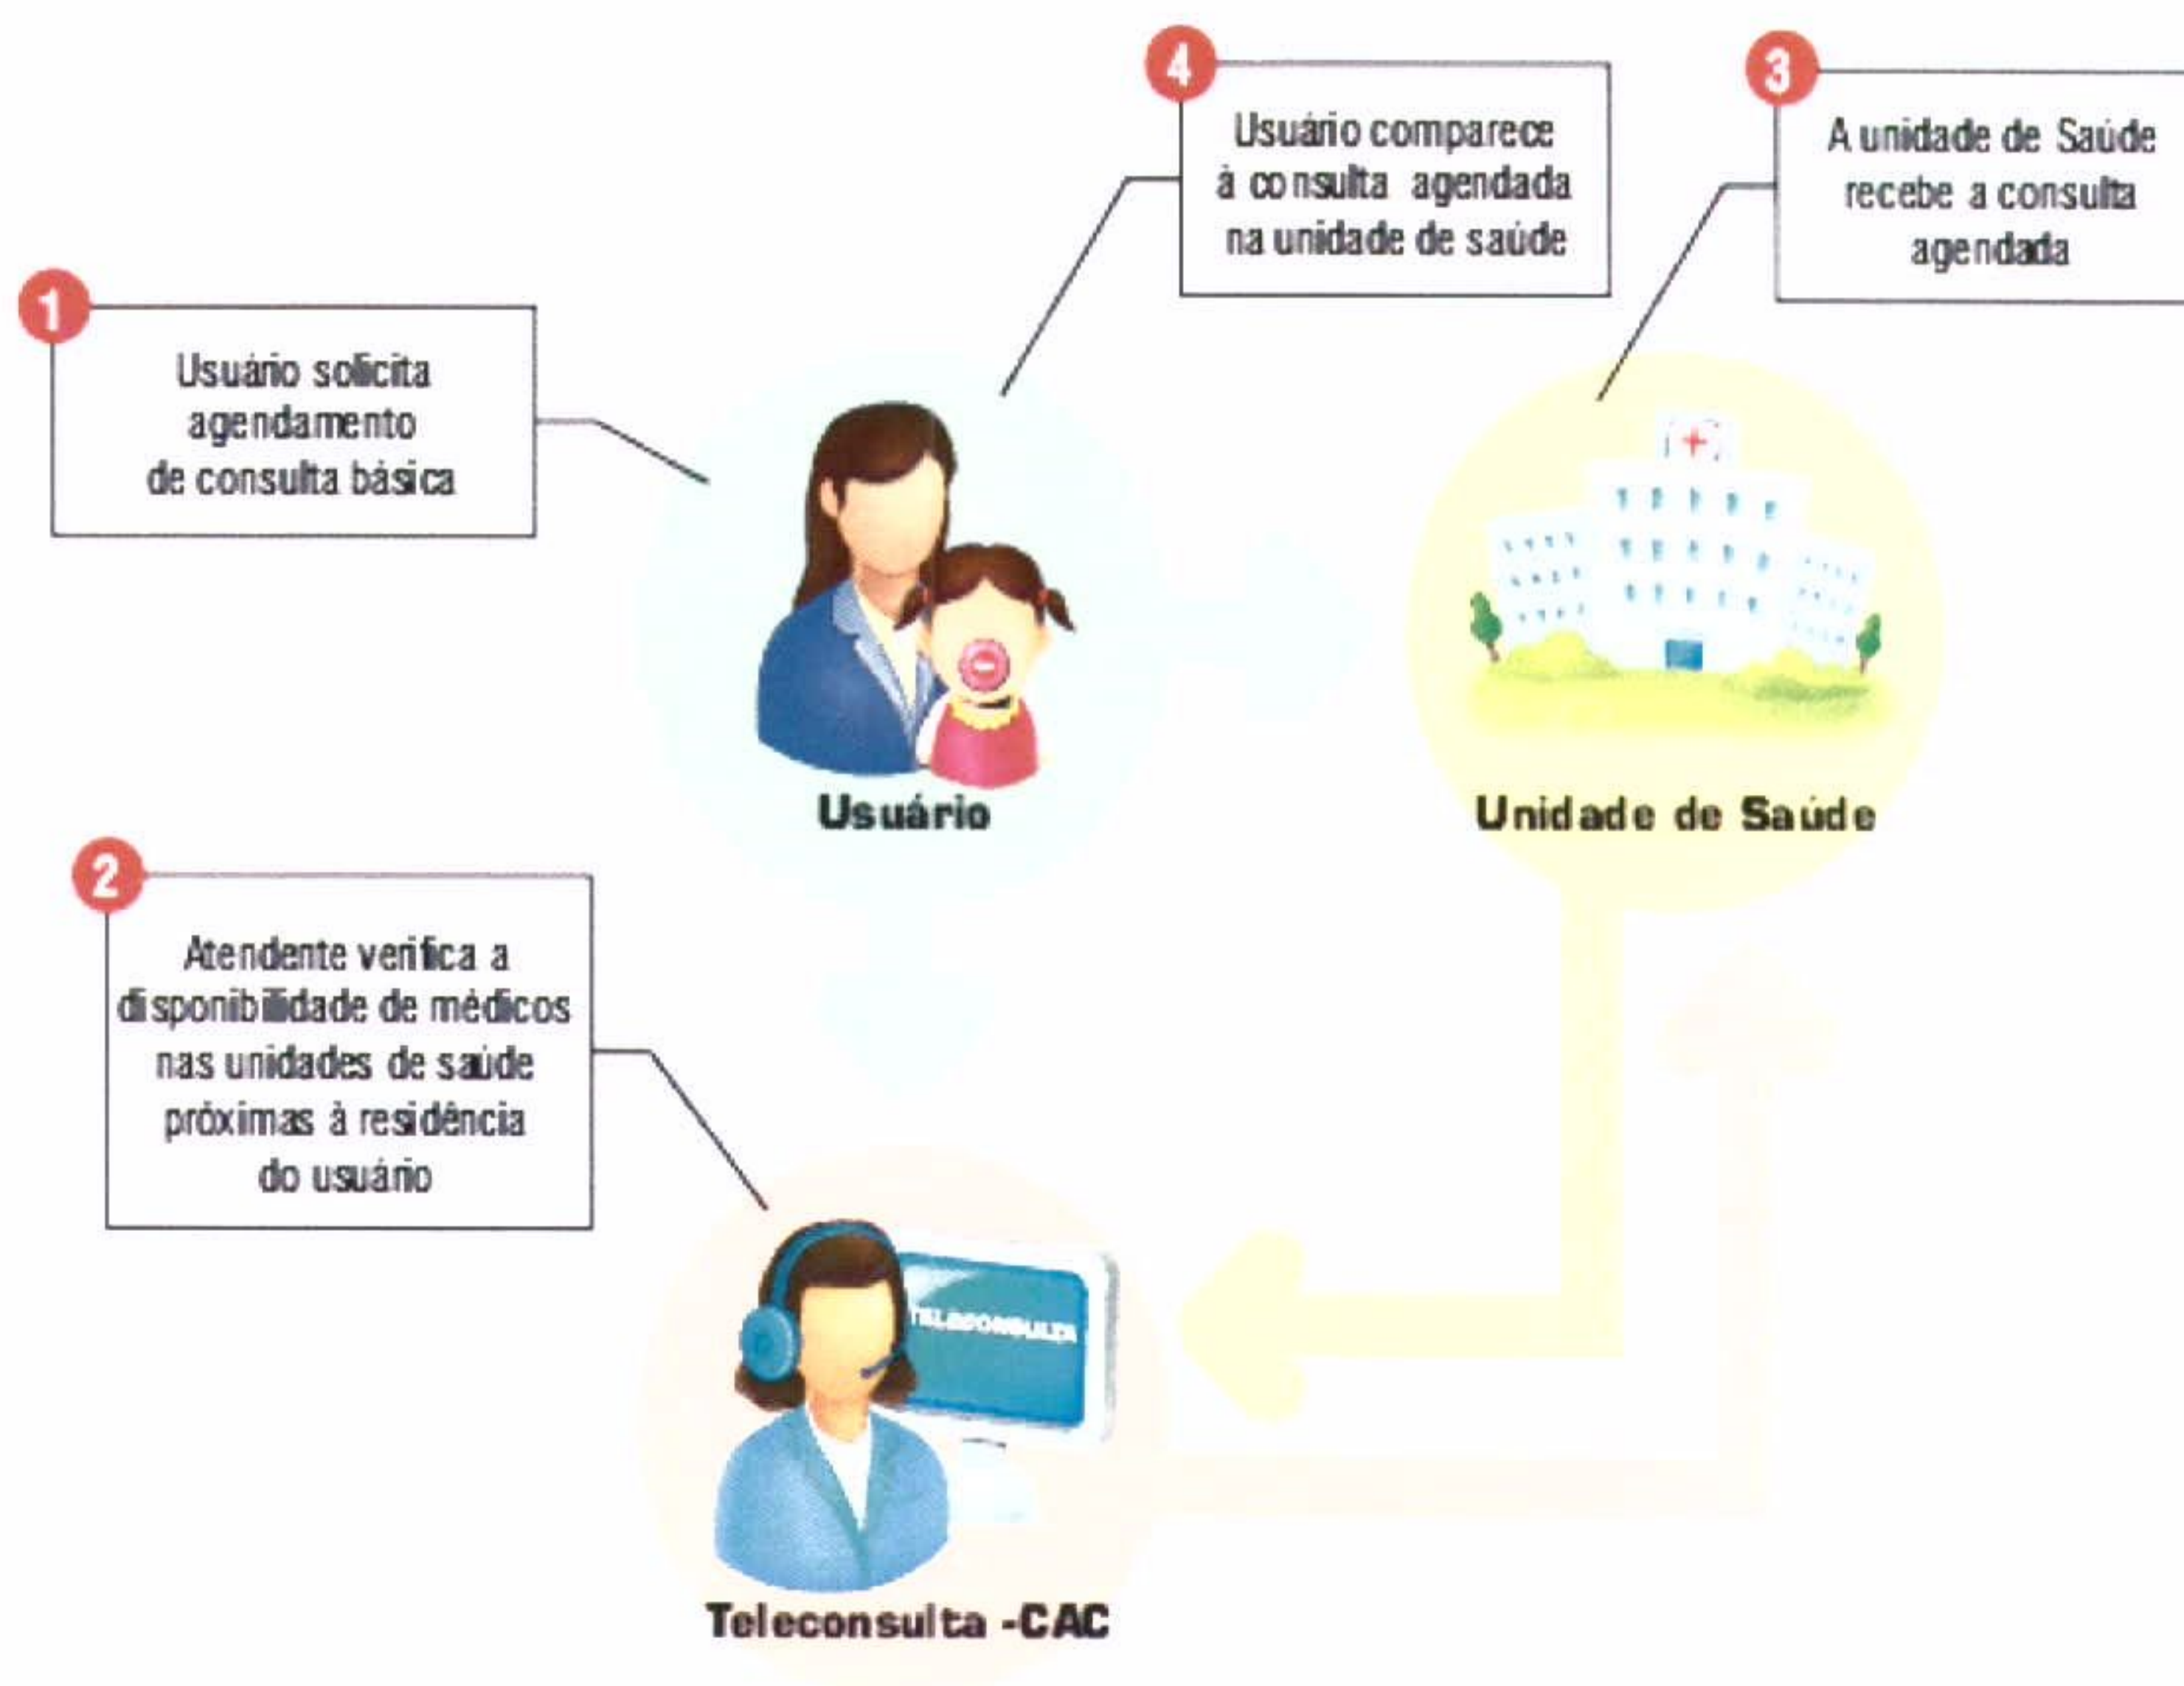 1
Usuário solicita
agendamento
de consulta básica
4
Usuário comparece
à consulta agendada
na unidade de saúde
3
A unidade de Saúde
recebe a consulta
agendada
Usuário
Unidade de Saúde
2
Atendente verifica a
disponibilidade de médicos
nas unidades de saúde
próximas à residência
do usuário
TELECONSULTA
Teleconsulta -CAC